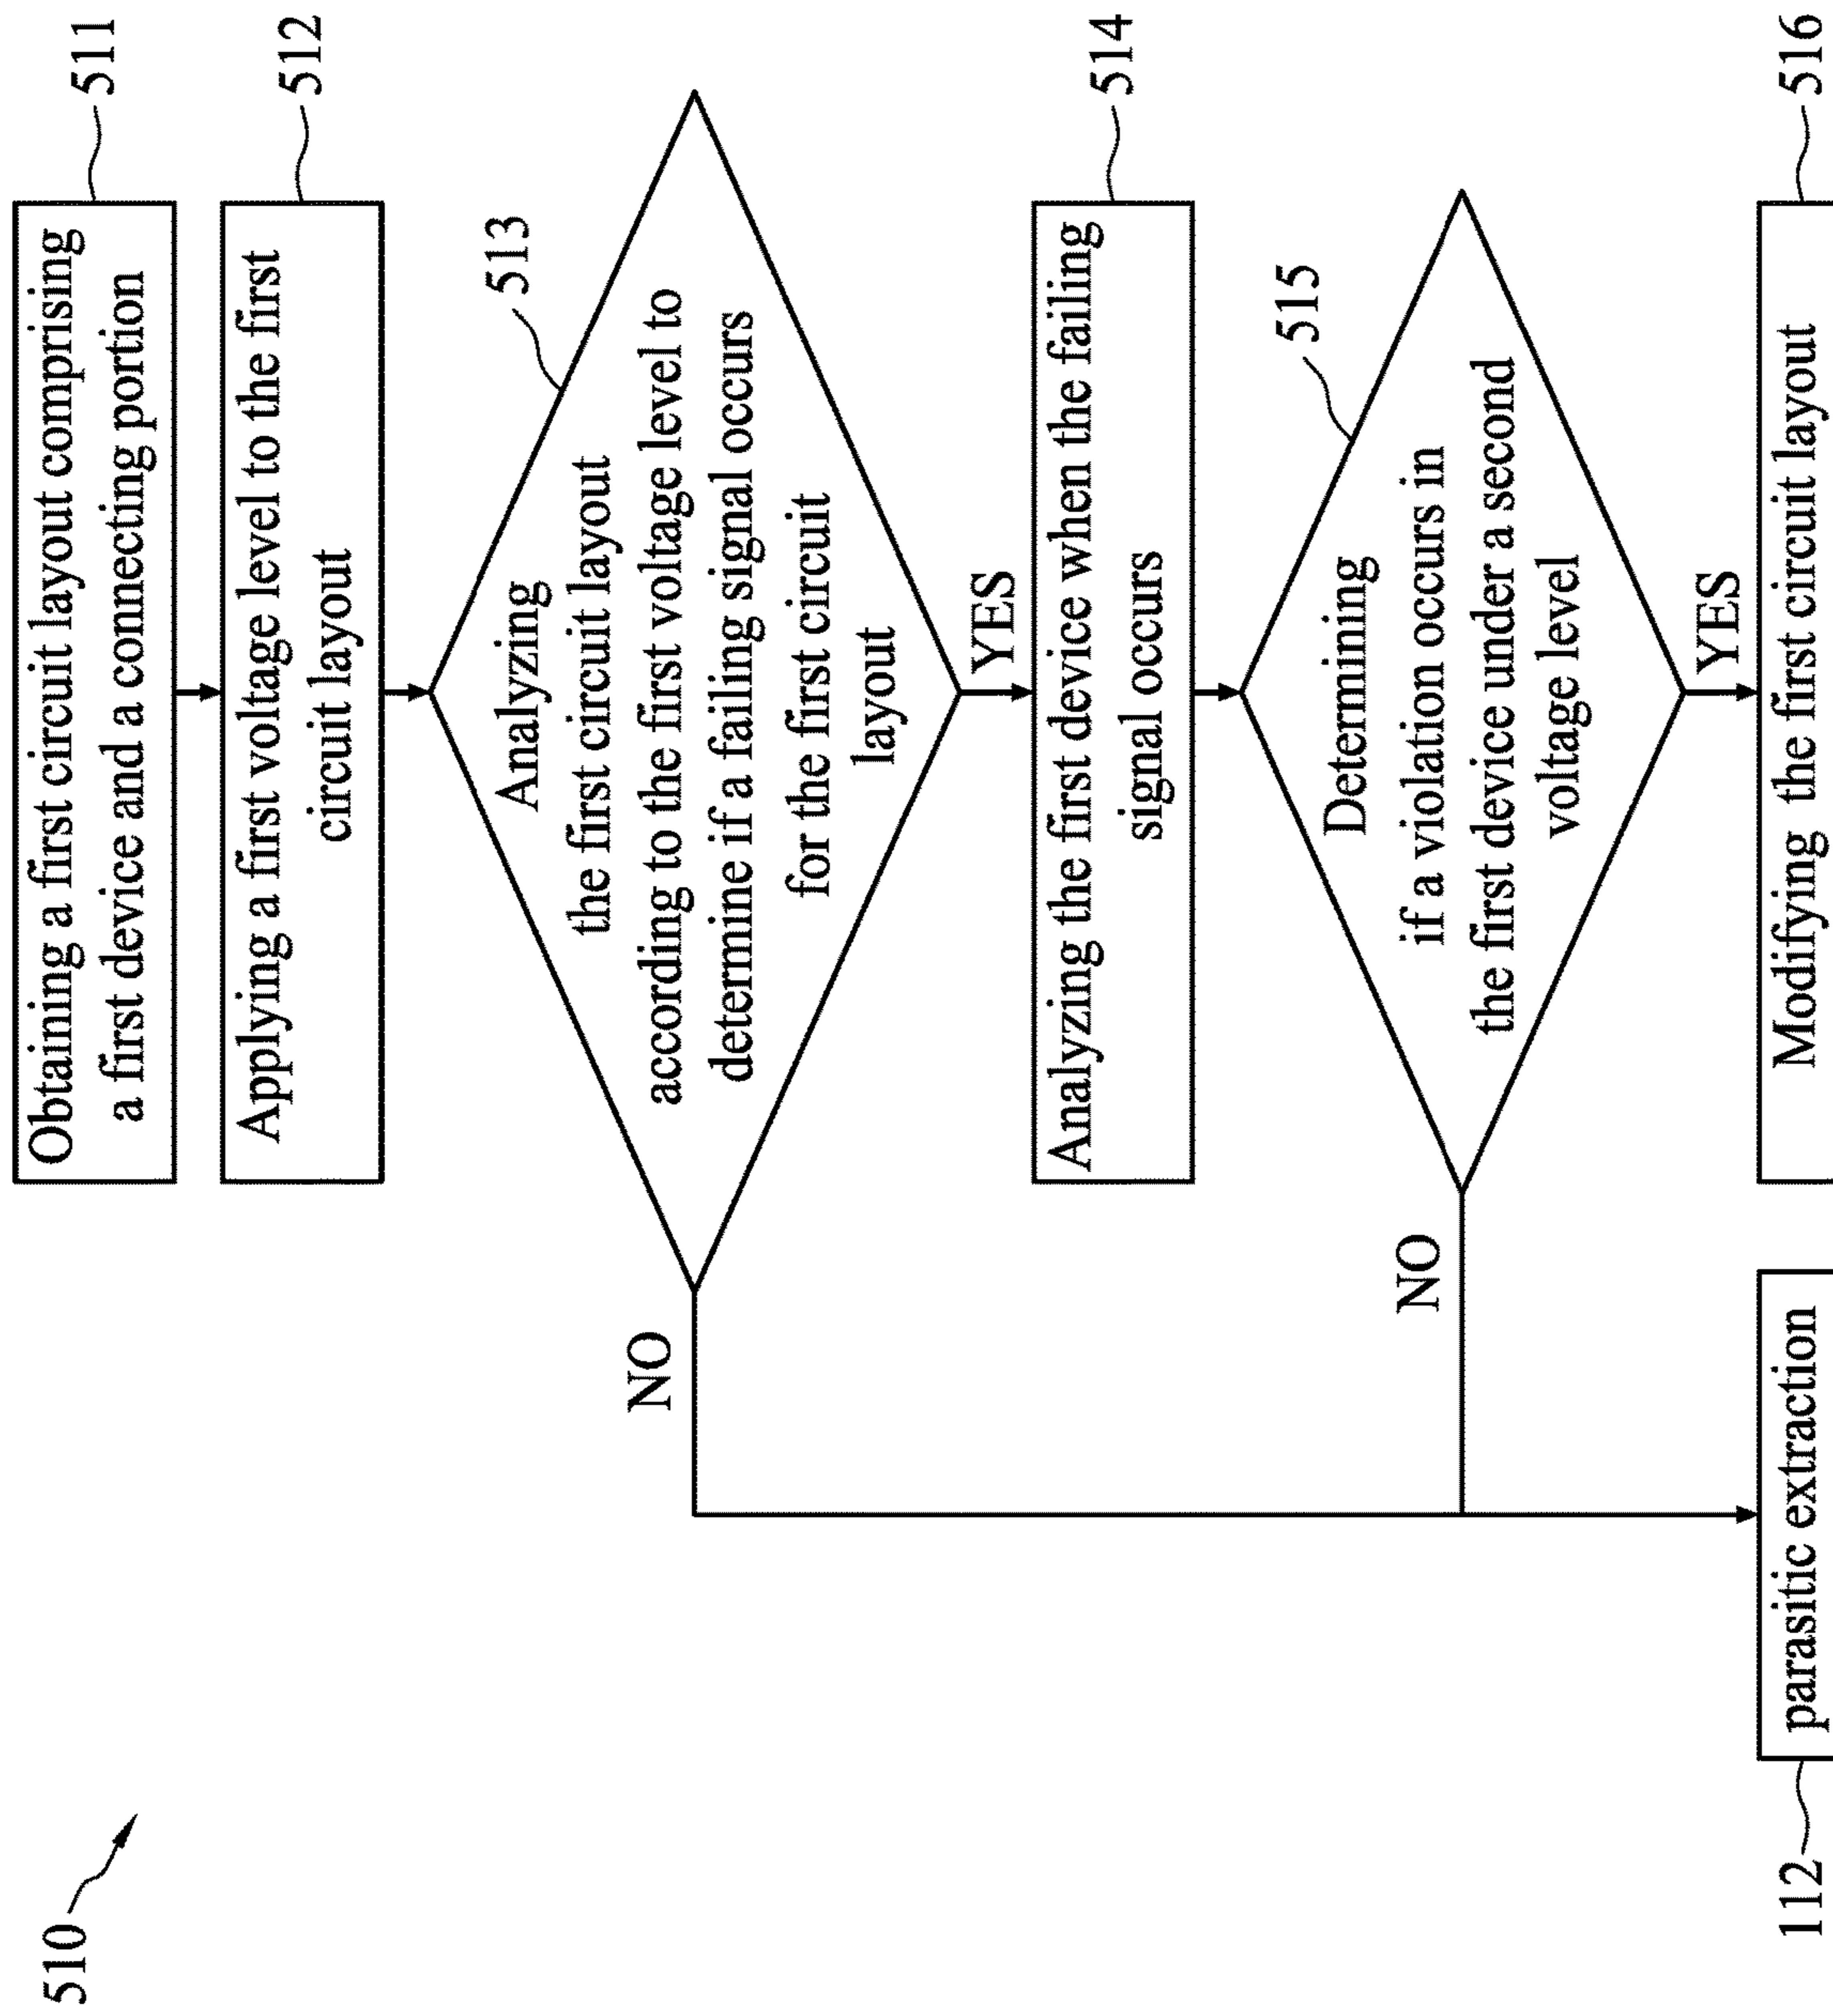 510
Obtaining a first circuit layout comprising
a first device and a connecting portion
511
Applying a first voltage level to the first
circuit layout
512
Analyzing
the first circuit layout
according to the first voltage level to
determine if a failing signal occurs
for the first circuit
layout
513
NO
YES
Analyzing the first device when the failing
signal occurs
514
Determining
if a violation occurs in
the first device under a second
voltage level
515
NO
YES
112
parasitic extraction
Modifying the first circuit layout
516